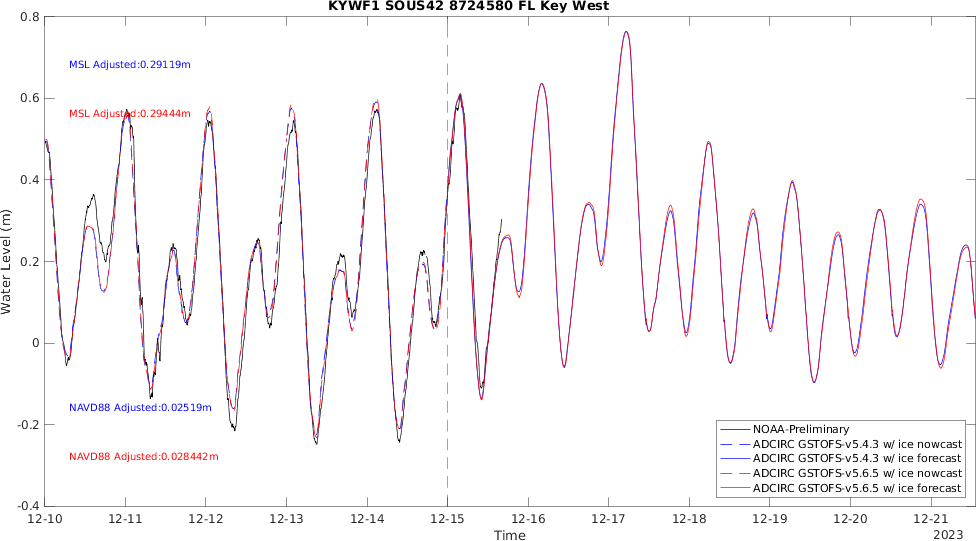 KYWF1 SOUS42 8724580 FL Key West
0.8
MSL Adjusted:0.29119m
0.6
MSL Adjusted:0.29444m
0.4
Water Level (m)
0.2
0
NAVD88 Adjusted:0.02519m
-0.2
NAVD88 Adjusted:0.028442m
NOAA-Preliminary
ADCIRC GSTOFS-v5.4.3 w/ ice nowcast
ADCIRC GSTOFS-v5.4.3 w/ ice forecast
ADCIRC GSTOFS-v5.6.5 w/ ice nowcast
ADCIRC GSTOFS-v5.6.5 w/ ice forecast
-0.4
12-10 12-11 12-12 12-13 12-14 12-15 12-16 12-17 12-18 12-19 12-20 12-21
Time
2023